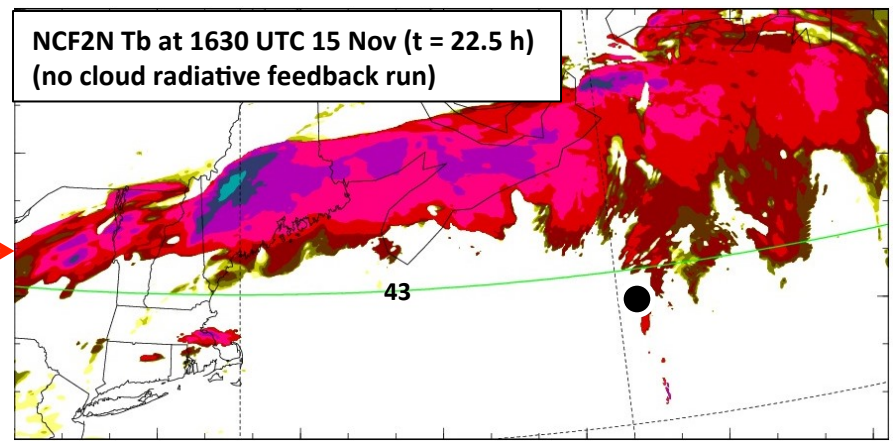 NCF2N Tb at 1630 UTC 15 Nov (t = 22.5 h)
(no cloud radiative feedback run)
43